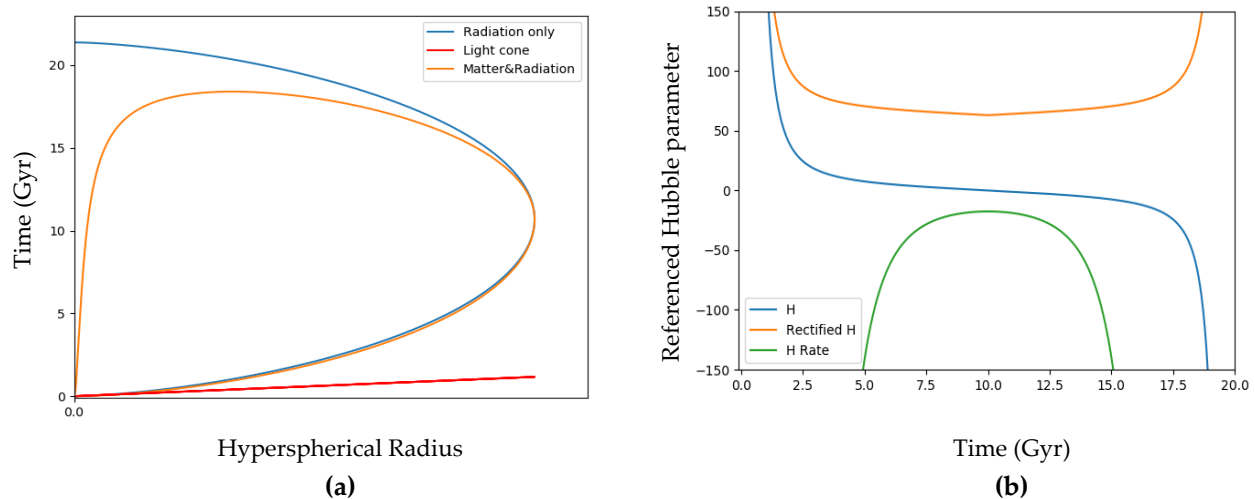 Radiation only
Light cone
Matter&Radiation
Time (Gyr)
20
15
10
5
0
0.0
Hyperspherical Radius
(a)
Referenced Hubble parameter
150
100
50
0
−50
−100
−150
H
Rectified H
H Rate
0.0 2.5 5.0 7.5 10.0 12.5 15.0 17.5 20.0
Time (Gyr)
(b)